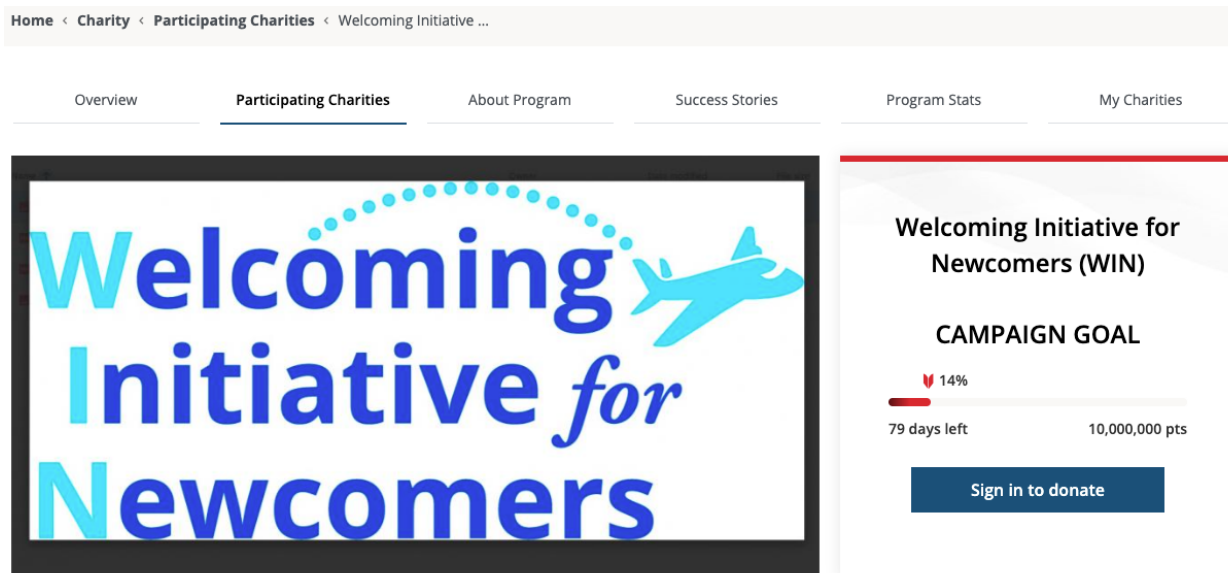 Home < Charity < Participating Charities < Welcoming Initiative ...
Overview Participating Charities About Program Success Stories Program Stats My Charities
Welcoming
Initiative for
Newcomers
Welcoming Initiative for
Newcomers (WIN)
CAMPAIGN GOAL
14%
79 days left 10,000,000 pts
Sign in to donate